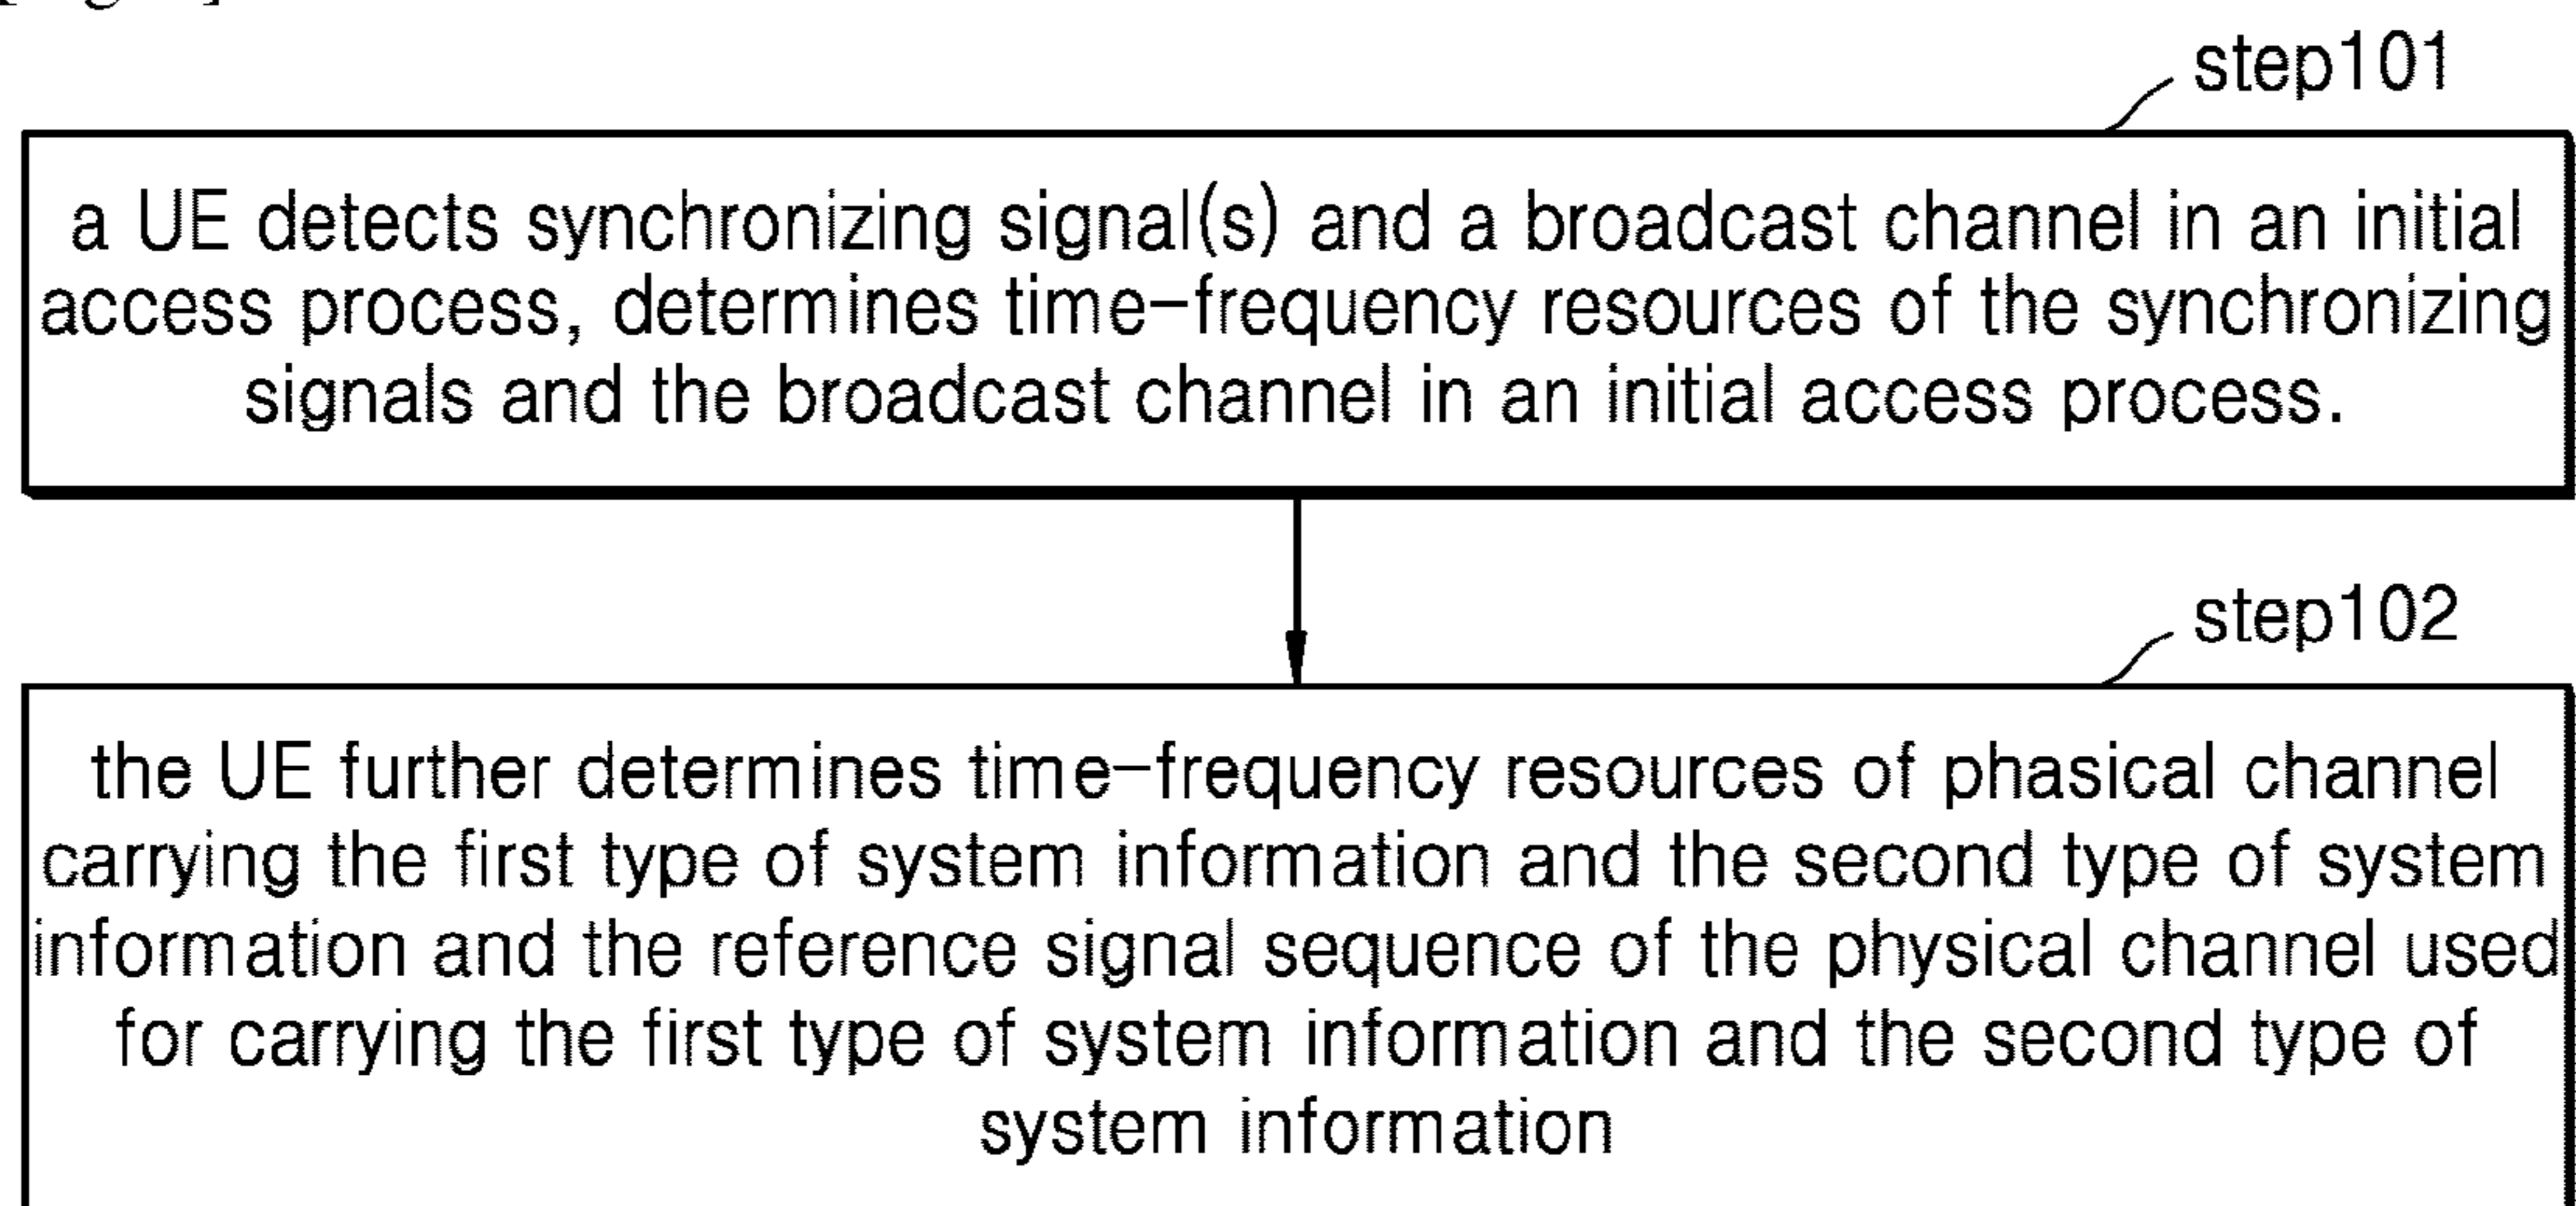 step101
a UE detects synchronizing signal(s) and a broadcast channel in an initial
access process, determines time-frequency resources of the synchronizing
signals and the broadcast channel in an initial access process.
step102
the UE further determines time-frequency resources of phasical channel
carrying the first type of system information and the second type of system
information and the reference signal sequence of the physical channel used
for carrying the first type of system information and the second type of
system information